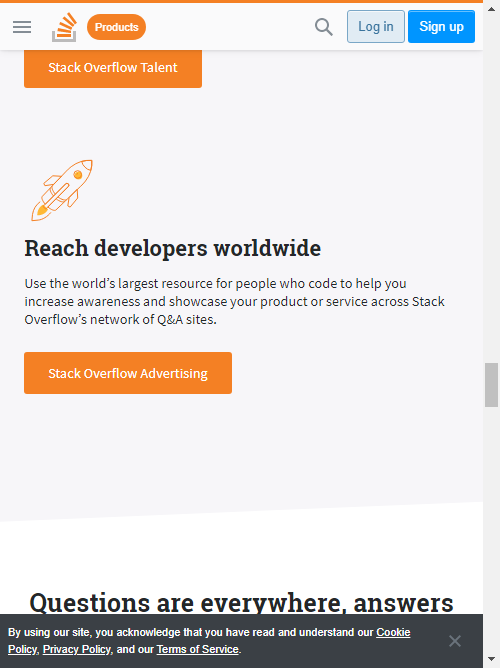 Products
Log in
Sign up
Stack Overflow Talent
Reach developers worldwide
Use the world's largest resource for people who code to help you
increase awareness and showcase your product or service across Stack
Overflow's network of Q&A sites.
Stack Overflow Advertising
Questions are everywhere, answers
By using our site, you acknowledge that you have read and understand our Cookie
Policy, Privacy Policy, and our Terms of Service.